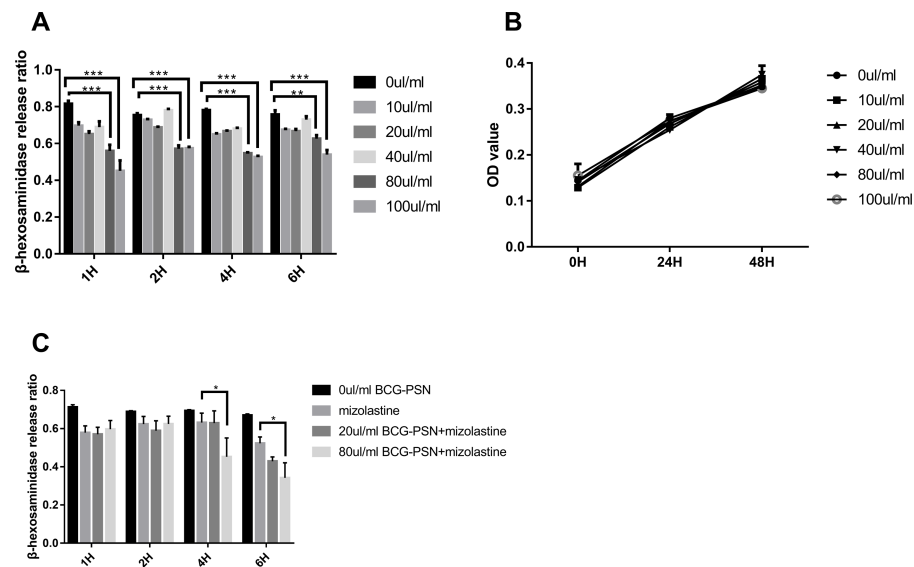 A
β-hexosaminidase release ratio
1.0
0.8
0.6
0.4
0.2
0.0
***
***
***
***
***
***
***
**
1H
2H
4H
6H
0ul/ml
10ul/ml
20ul/ml
40ul/ml
80ul/ml
100ul/ml
B
OD value
0.4
0.3
0.2
0.1
0.0
0H
24H
48H
0ul/ml
10ul/ml
20ul/ml
40ul/ml
80ul/ml
100ul/ml
C
β-hexosaminidase release ratio
0.8
0.6
0.4
0.2
0.0
*
*
1H
2H
4H
6H
0ul/ml BCG-PSN
mizolastine
20ul/ml BCG-PSN+mizolastine
80ul/ml BCG-PSN+mizolastine